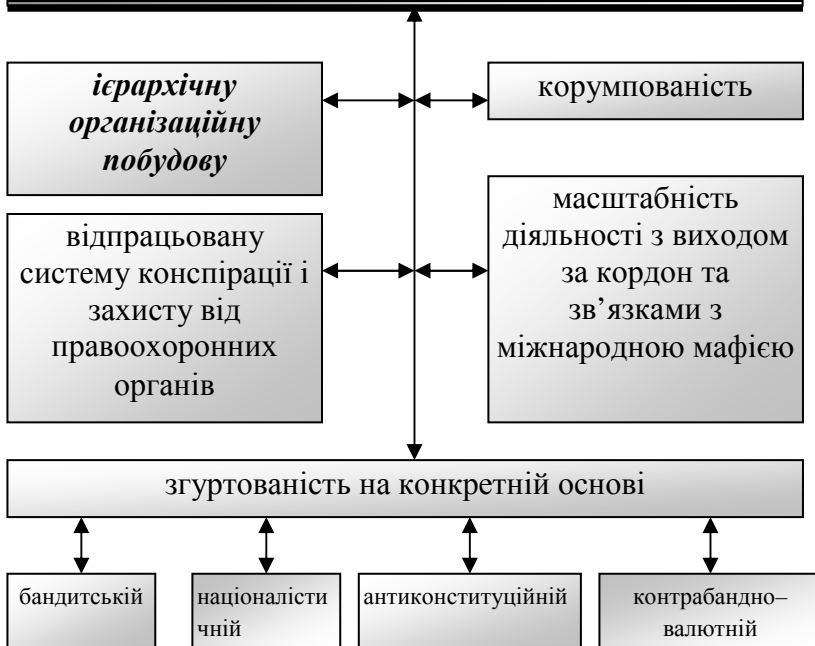 ієрархічну
організаційну
побудову
корумпованість
відпрацьовану
систему конспірації і
захисту від
правоохоронних
органів
масштабність
діяльності з виходом
за кордон та
зв’язками з
міжнародною мафією
згуртованість на конкретній основі
бандитській
націоналісти
чній
антиконституційній
контрабандно–
валютній